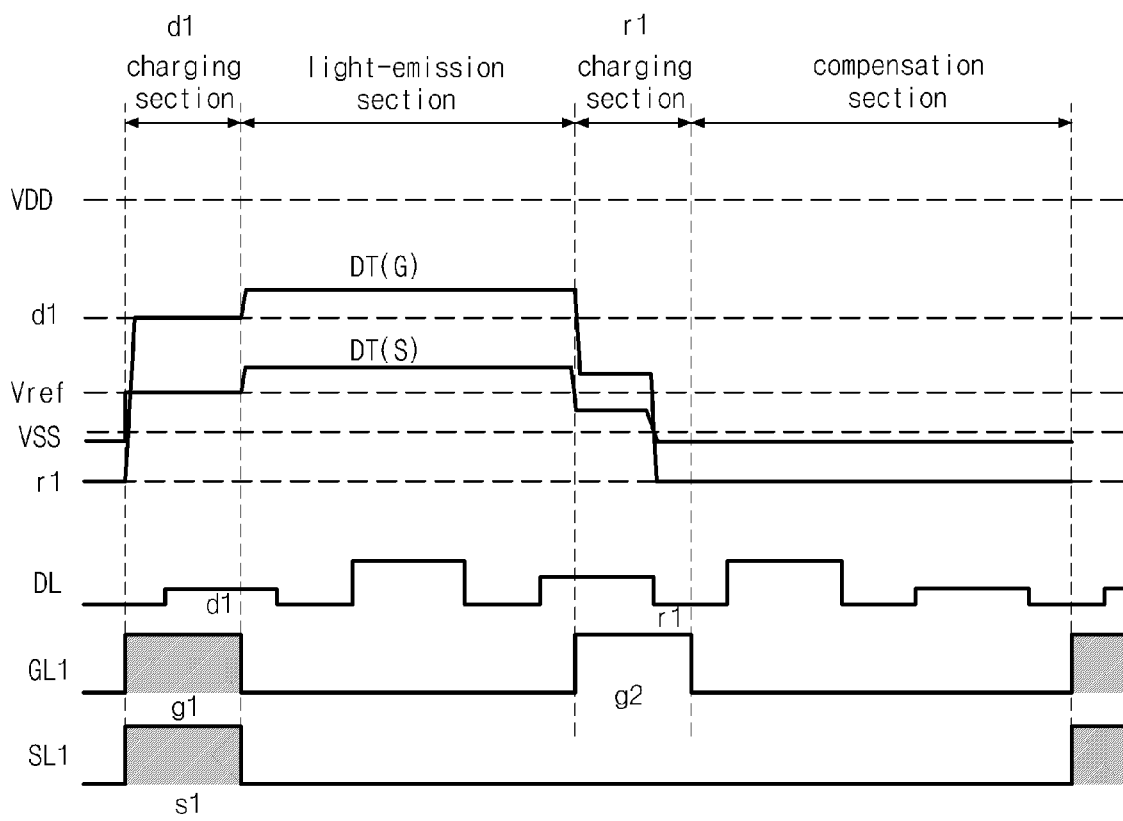 d1
charging
section
light-emission
section
r1
charging
section
compensation
section
VDD
DT(G)
d1
DT(S)
Vref
VSS
r1
DL
d1
r1
GL1
g1
g2
SL1
s1